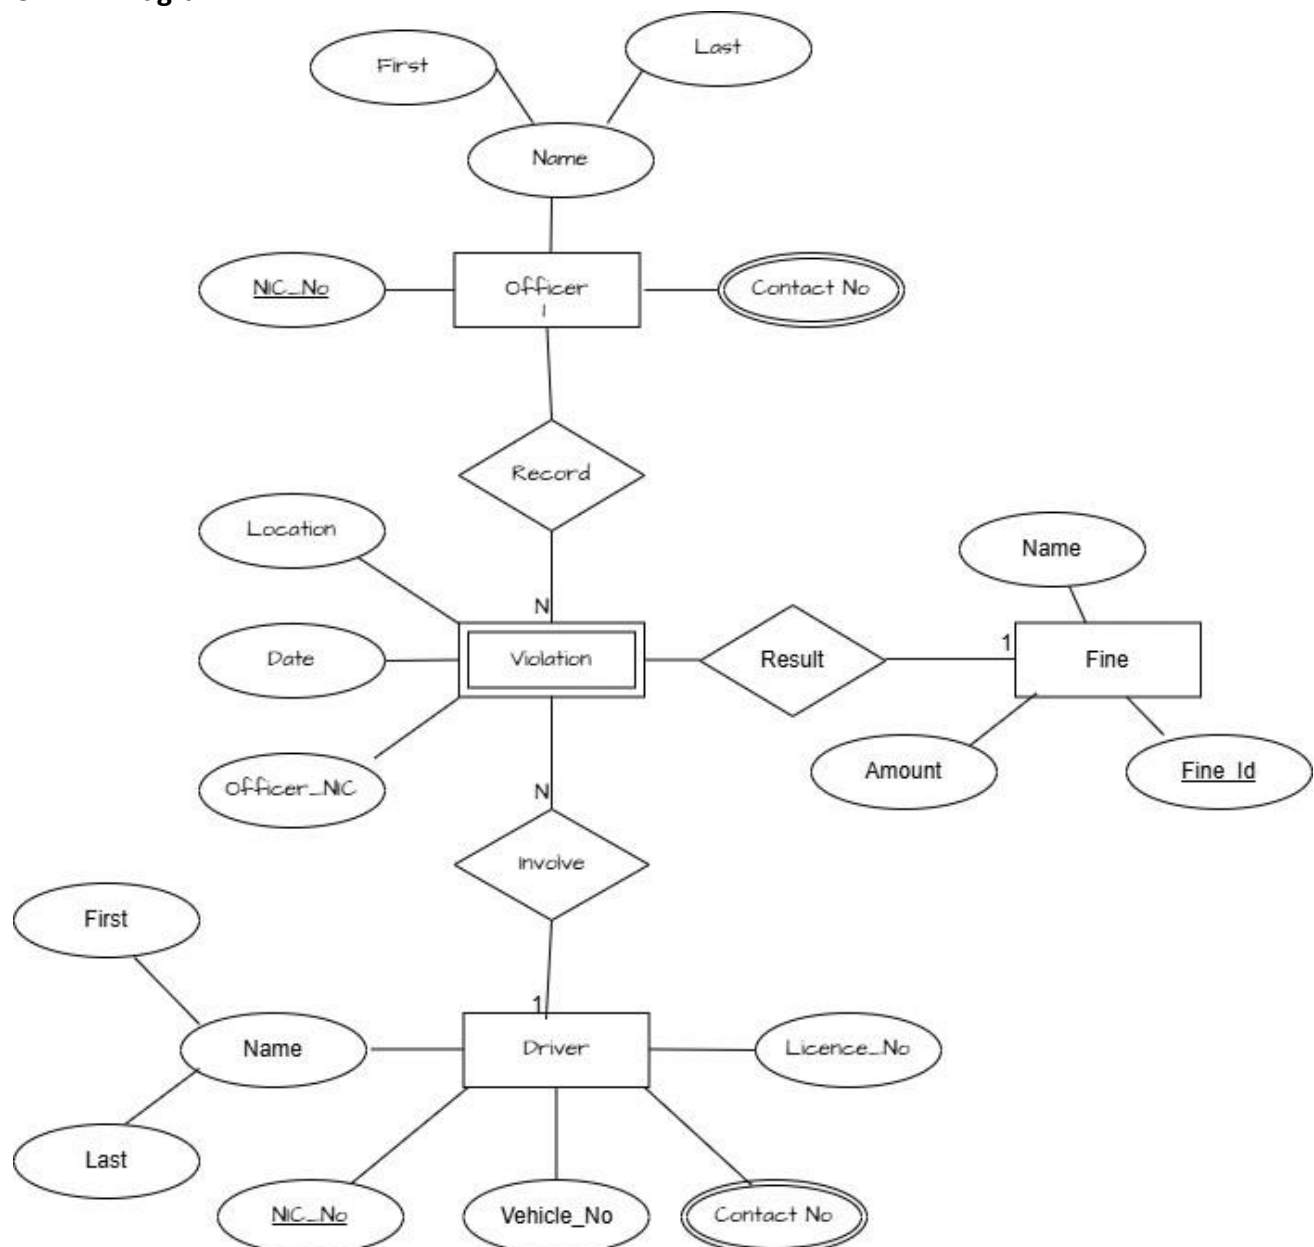 First
Last
Name
NIC_No
Officer
1
Contact No
Record
Location
N
Name
Date
Violation
Result
1
Fine
Officer_NIC
N
Amount
Fine_Id
Involve
First
1
Name
Driver
Licence_No
Last
NIC_No
Vehicle_No
Contact No